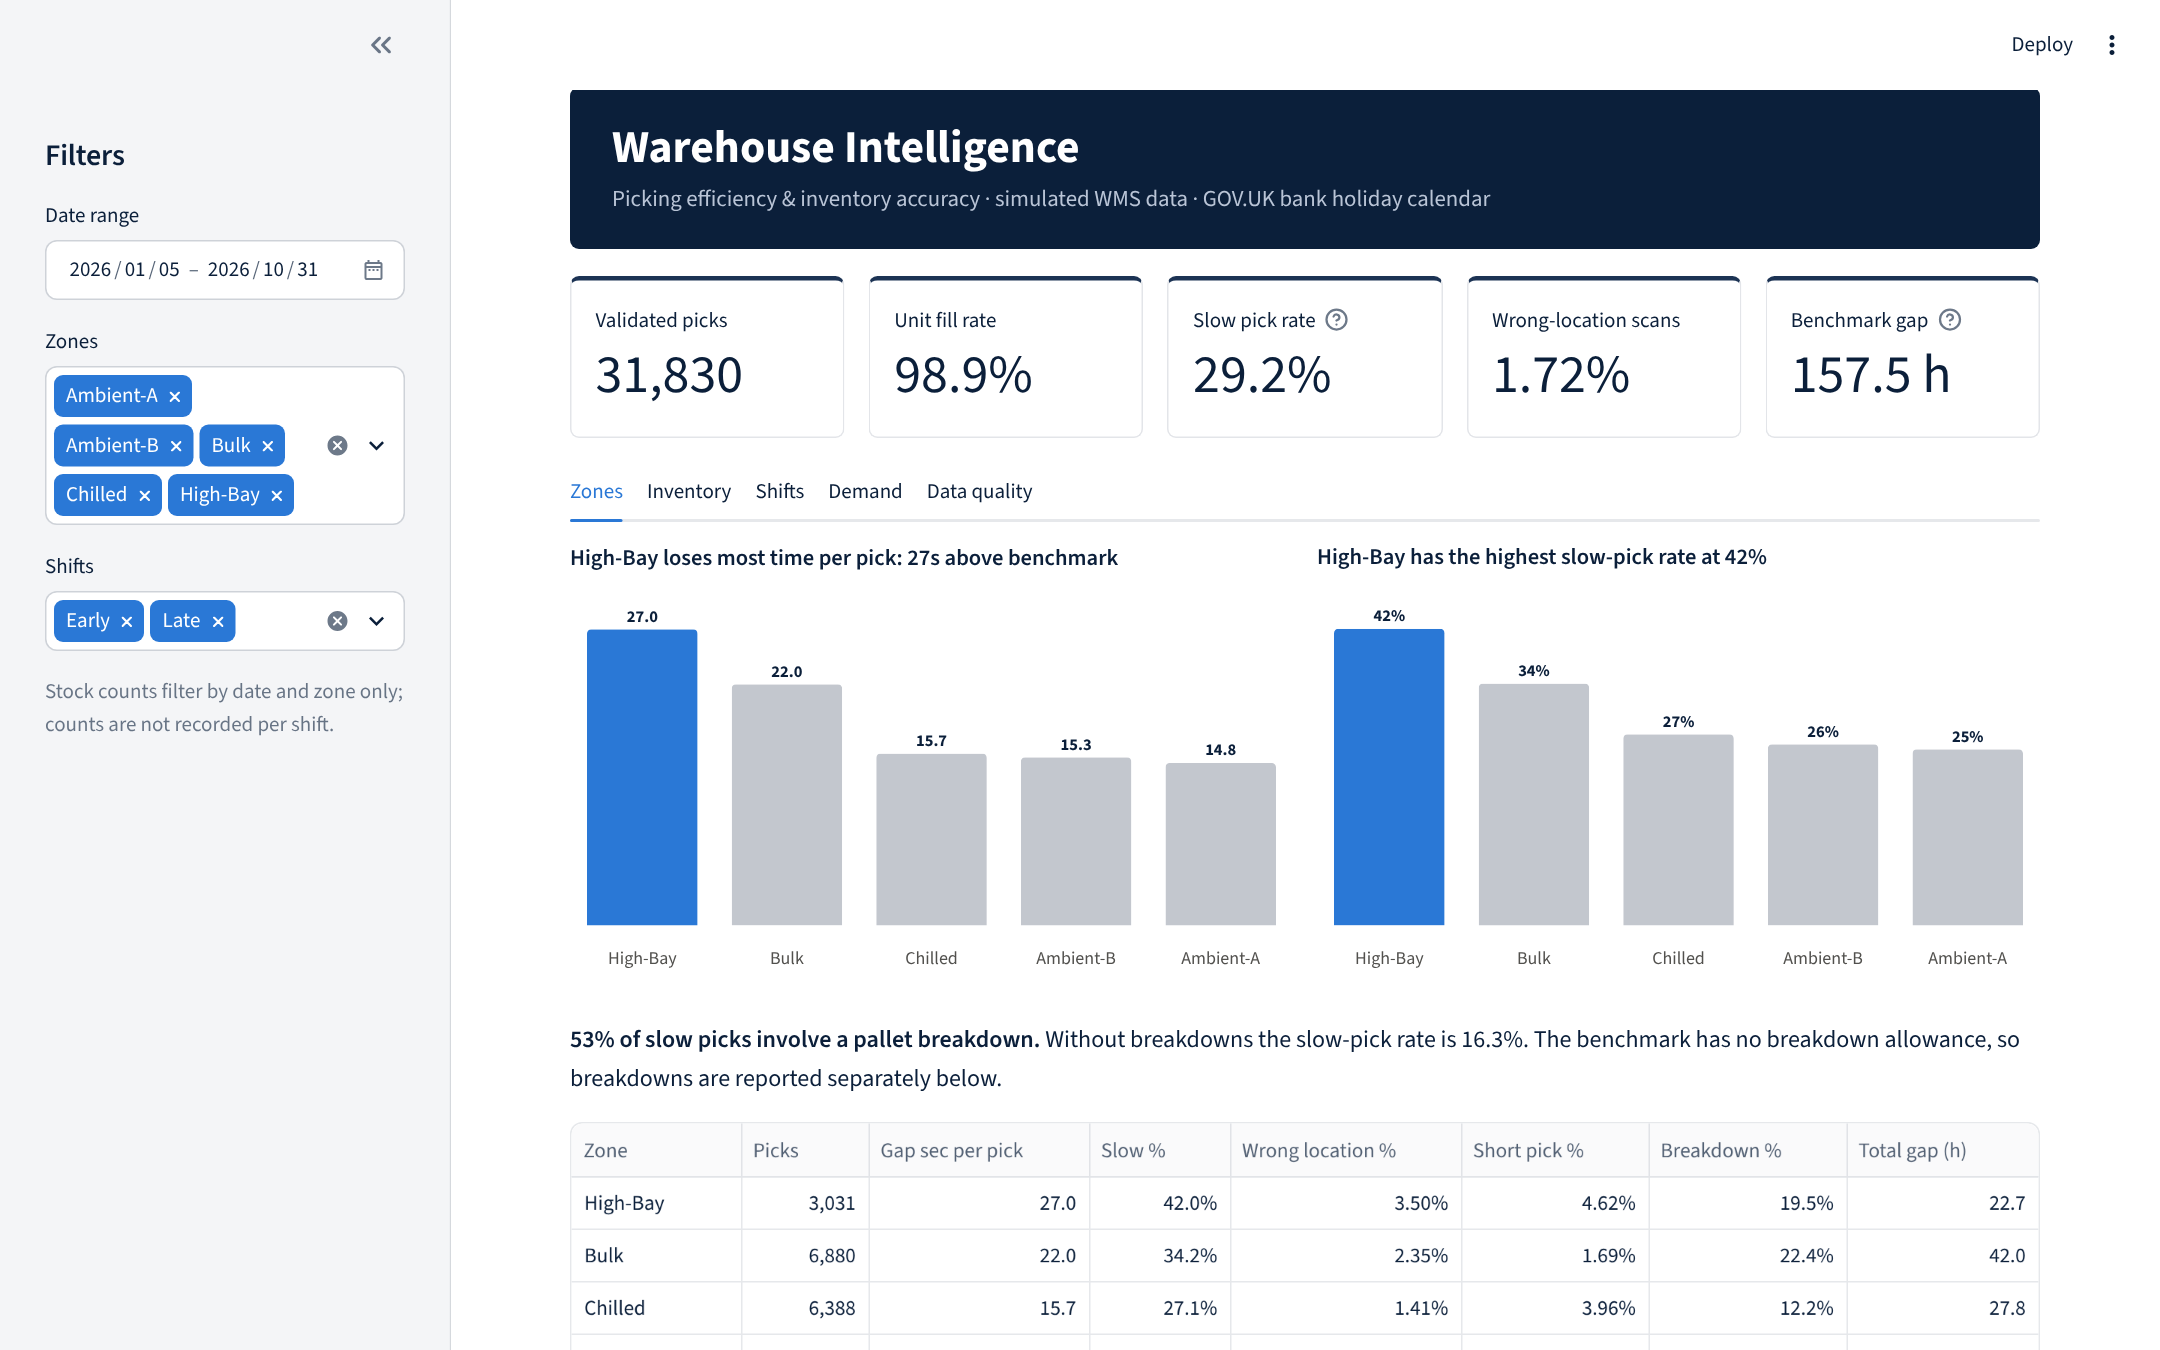 Deploy
Filters
Date range
2026/01/05 – 2026/10/31
Zones
Ambient-A
Ambient-B Bulk
Chilled High-Bay
Shifts
Early Late
Stock counts filter by date and zone only;
counts are not recorded per shift.
Warehouse Intelligence
Picking efficiency & inventory accuracy · simulated WMS data · GOV.UK bank holiday calendar
Validated picks
31,830
Unit fill rate
98.9%
Slow pick rate
29.2%
Wrong-location scans
1.72%
Benchmark gap
157.5 h
Zones Inventory Shifts Demand Data quality
High-Bay loses most time per pick: 27s above benchmark
27.0 22.0 15.7 15.3 14.8
High-Bay Bulk Chilled Ambient-B Ambient-A
High-Bay has the highest slow-pick rate at 42%
42% 34% 27% 26% 25%
High-Bay Bulk Chilled Ambient-B Ambient-A
53% of slow picks involve a pallet breakdown. Without breakdowns the slow-pick rate is 16.3%. The benchmark has no breakdown allowance, so
breakdowns are reported separately below.
Zone Picks Gap sec per pick Slow % Wrong location % Short pick % Breakdown % Total gap (h)
High-Bay 3,031 27.0 42.0% 3.50% 4.62% 19.5% 22.7
Bulk 6,880 22.0 34.2% 2.35% 1.69% 22.4% 42.0
Chilled 6,388 15.7 27.1% 1.41% 3.96% 12.2% 27.8